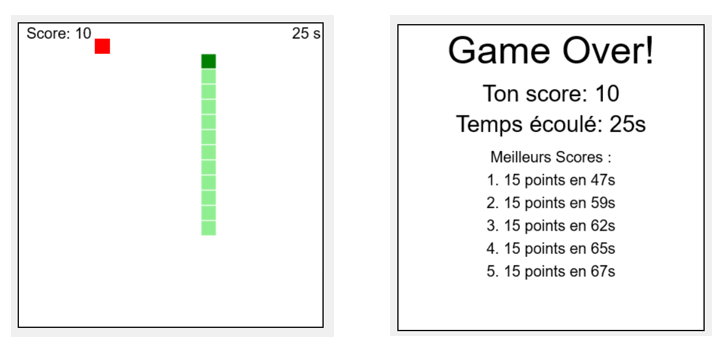 Score: 10
25 s
Game Over!
Ton score: 10
Temps écoulé: 25s
Meilleurs Scores :
1. 15 points en 47s
2. 15 points en 59s
3. 15 points en 62s
4. 15 points en 65s
5. 15 points en 67s